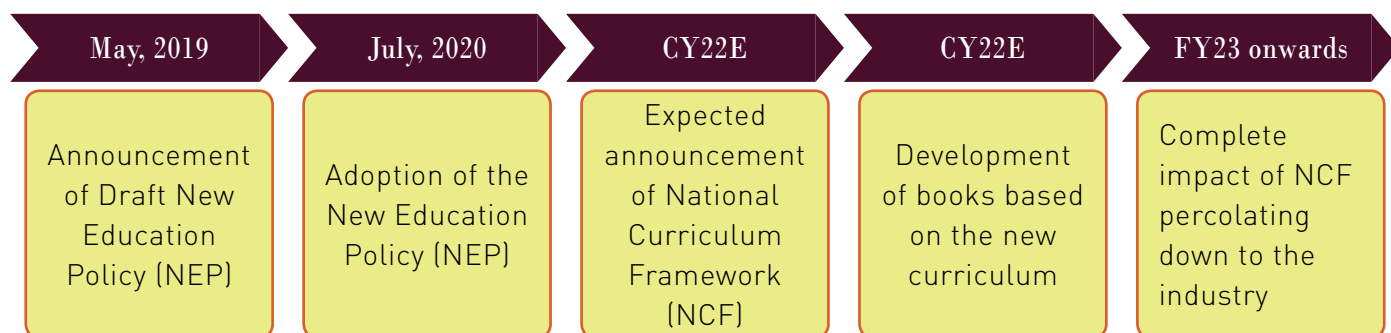 May, 2019
July, 2020
CY22E
CY22E
FY23 onwards
Announcement
of Draft New
Education
Policy (NEP)
Adoption of the
New Education
Policy (NEP)
Expected
announcement
of National
Curriculum
Framework
(NCF)
Development
of books based
on the new
curriculum
Complete
impact of NCF
percolating
down to the
industry